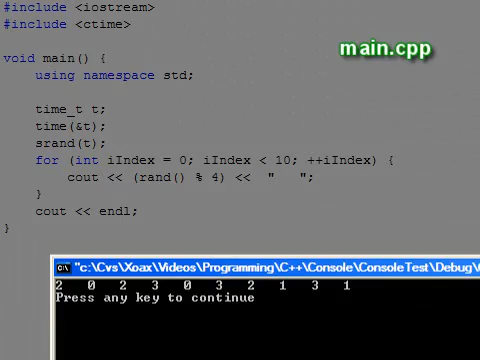 #include <iostream>
#include <ctime>
main.cpp
void main() {
using namespace std;
time_t t;
time(&t);
srand(t);
for (int iIndex = 0; iIndex < 10; ++iIndex) {
cout << (rand() % 4) << "   ";
}
cout << endl;
}
"c:\Cvs\Xoax\Videos\Programming\C++\Console\ConsoleTest\Debug\
2 0 2 3 0 3 2 1 3 1
Press any key to continue